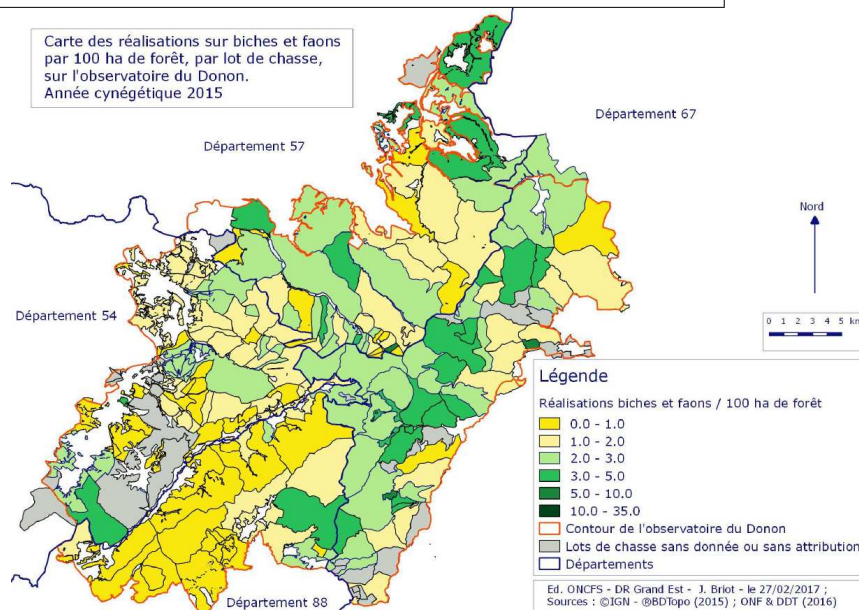 Carte des réalisations sur biches et faons
par 100 ha de forêt, par lot de chasse,
sur l'observatoire du Donon.
Année cynégétique 2015
Département 67
Département 57
Nord
Département 54
0 1 2 3 4 5 km
Légende
Réalisations biches et faons / 100 ha de forêt
0.0 - 1.0
1.0 - 2.0
2.0 - 3.0
3.0 - 5.0
5.0 - 10.0
10.0 - 35.0
Contour de l'observatoire du Donon
Lots de chasse sans donnée ou sans attribution
Départements
Département 88
Ed. ONCFS - DR Grand Est - J. Briot - le 27/02/2017 ;
Sources : ©IGN - ®BDTopo (2015) ; ONF & DDT (2016)